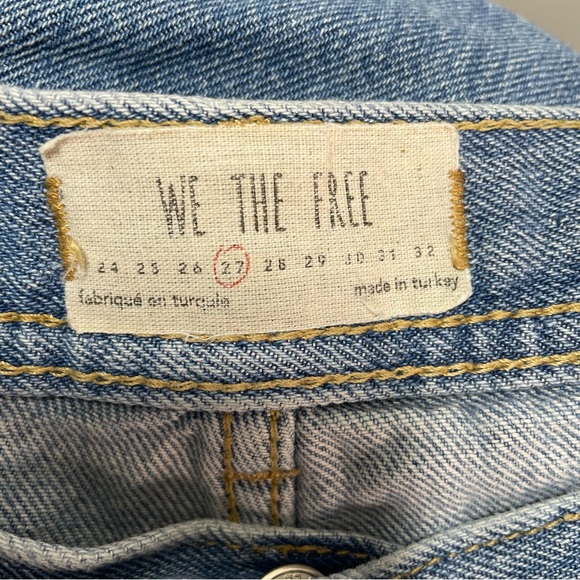 WE THE FREE
24 25 26 27 28 29 30 31 32
fabriqué en turquie made in turkey